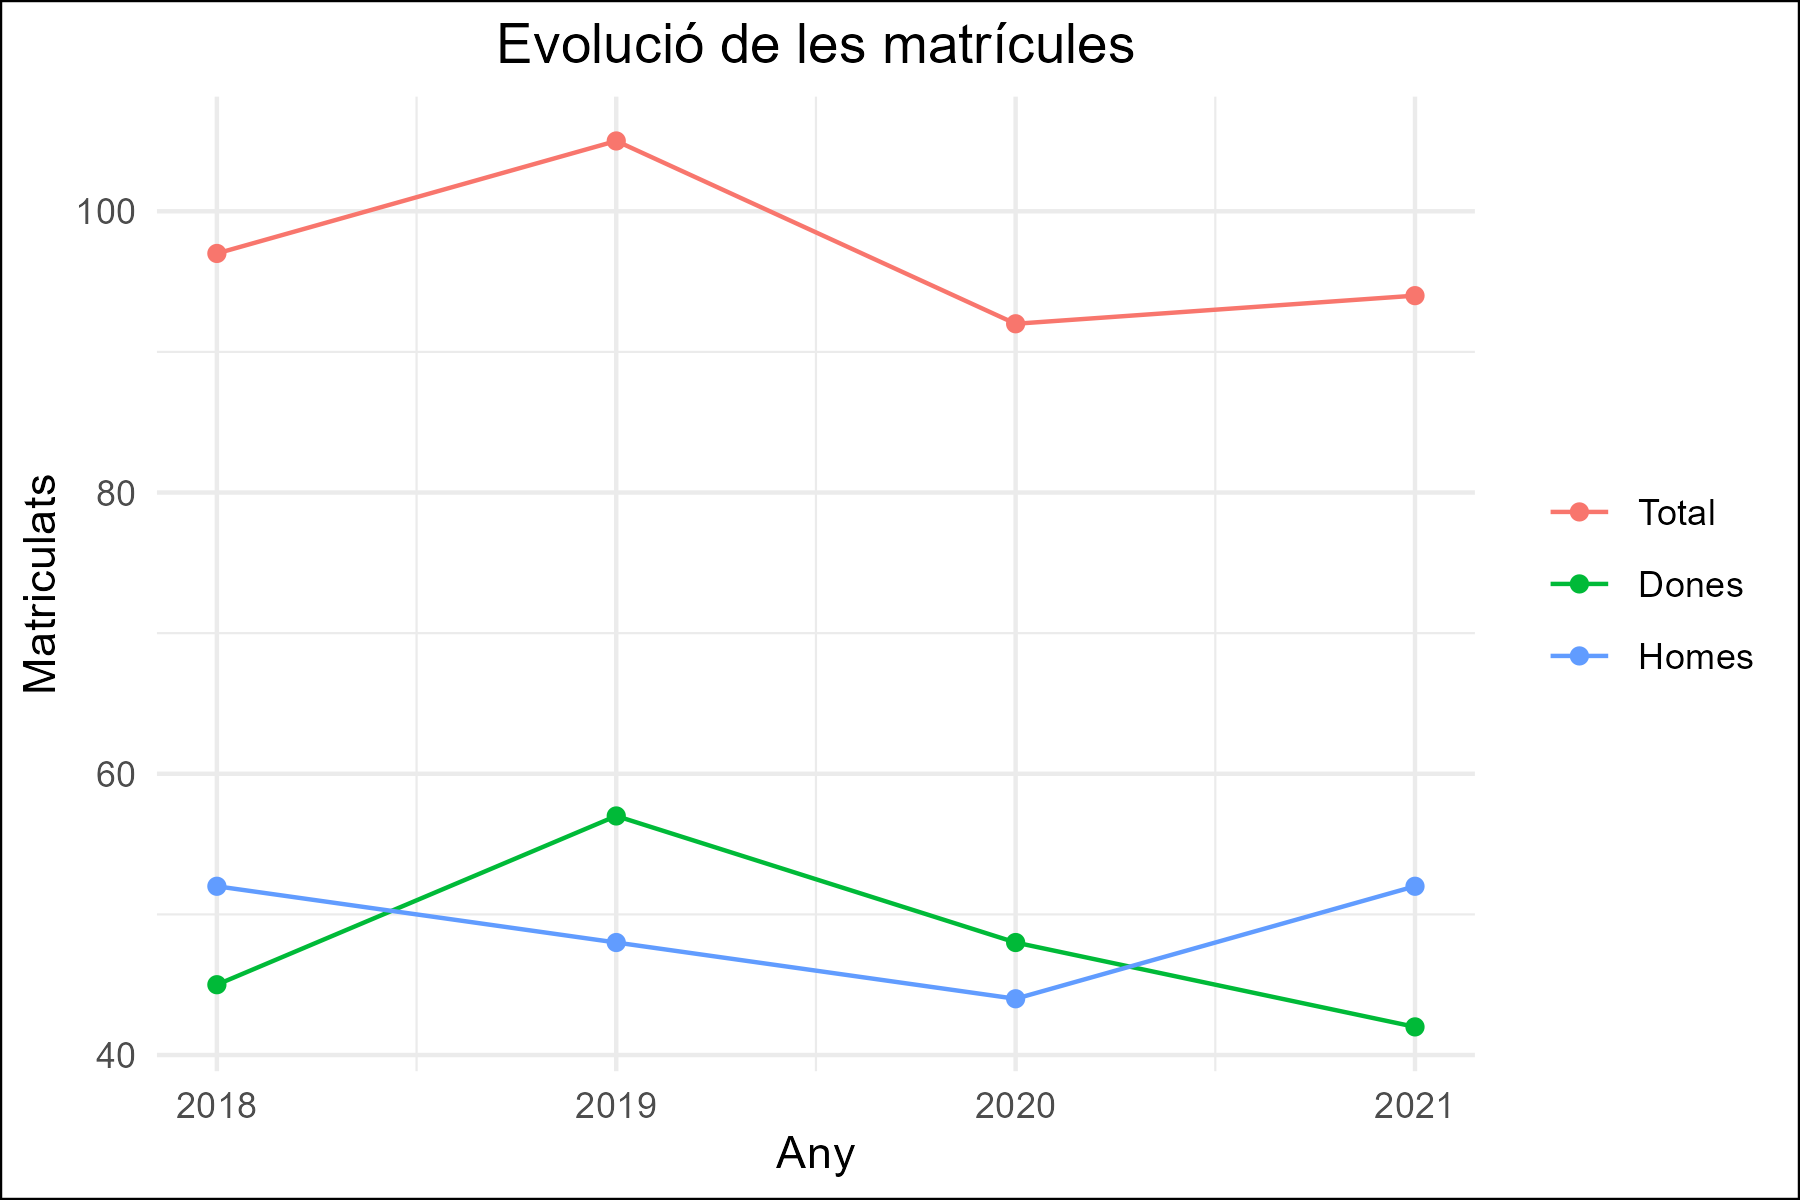 Evolució de les matrícules
Matriculats
100
80
60
40
2018 2019 2020 2021
Any
Total
Dones
Homes